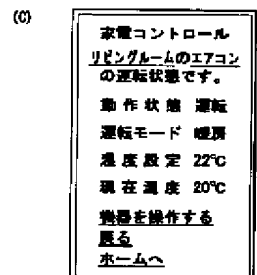 (C)
家電コントロール
リビングルームのエアコン
の運転状態です。
動作状態 運転
運転モード 暖房
温度設定 22℃
現在温度 20℃
機器を操作する
戻る
ホームへ